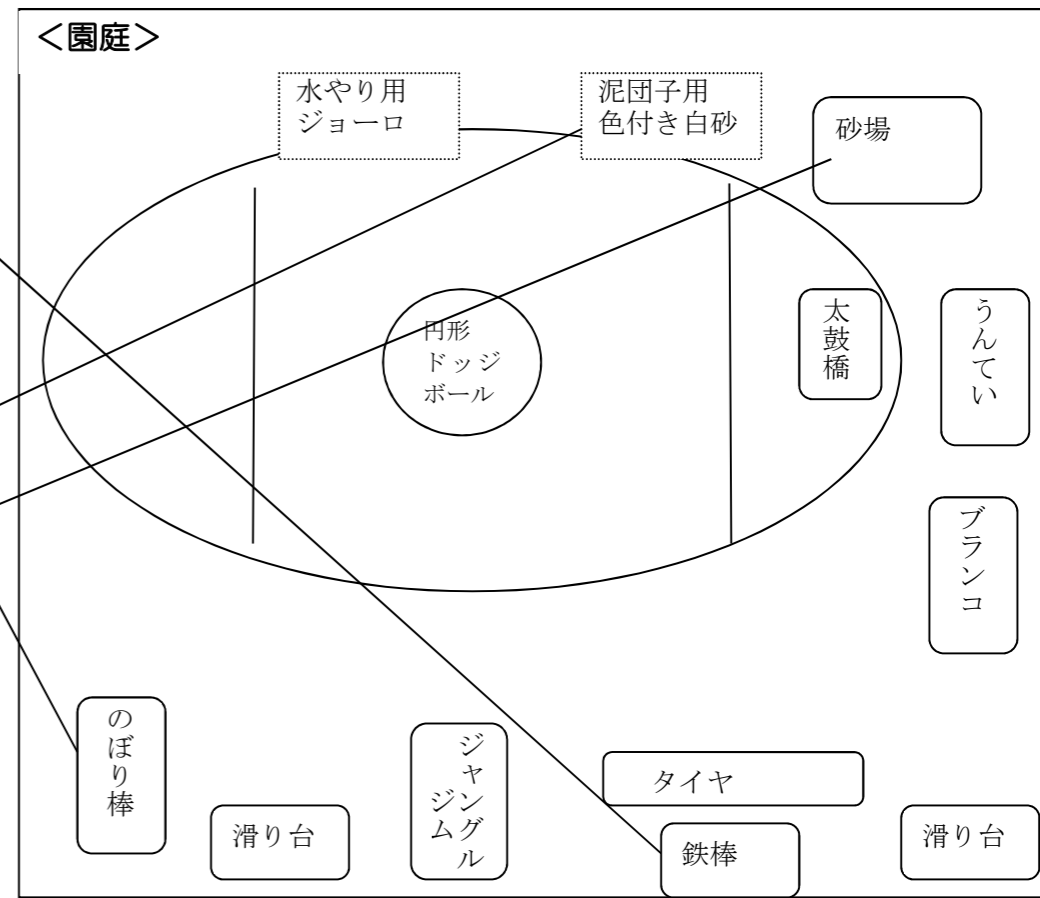 ＜園庭＞
水やり用
ジョーロ
泥団子用
色付き白砂
砂場
円形
ドッジ
ボール
太鼓橋
うんてい
ブランコ
のぼり棒
滑り台
ジャングル
ジム
タイヤ
鉄棒
滑り台